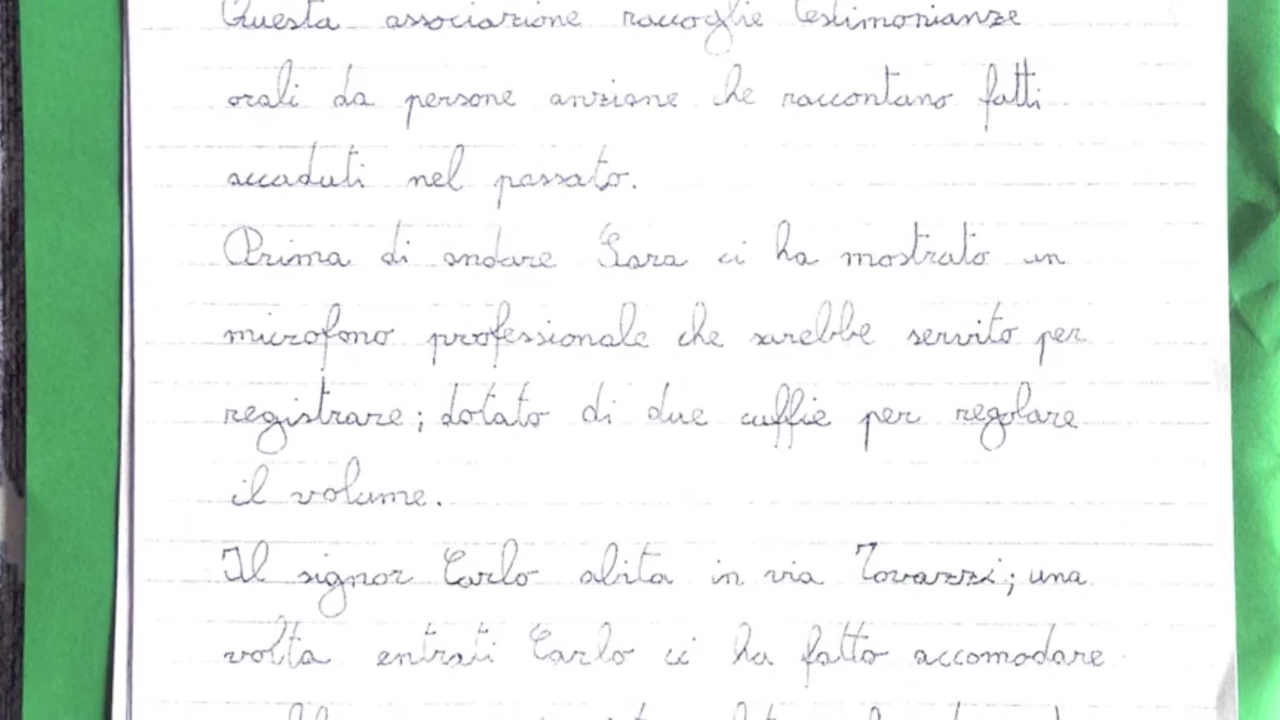 Questa associazione raccoglie testimonianze
orali da persone anziane che raccontano fatti
accaduti nel passato.
Prima di andare Sara ci ha mostrato un
microfono professionale che sarebbe servito per
registrare; dotato di due cuffie per regolare
il volume.
Il signor Carlo abita in via Tovazzi; una
volta entrati Carlo ci ha fatto accomodare